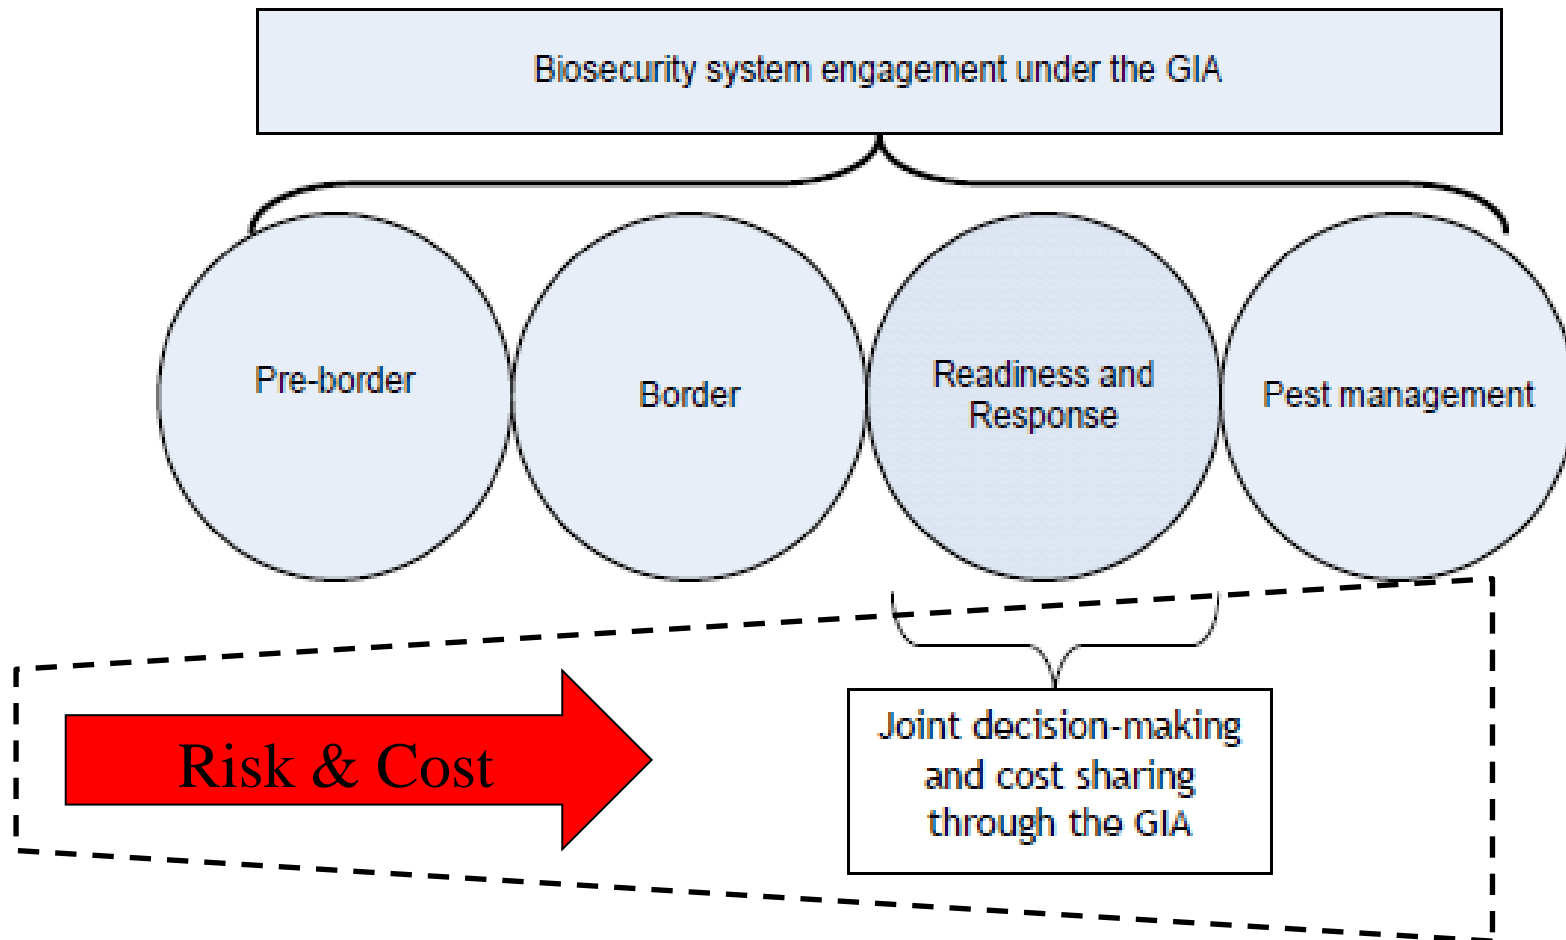 Biosecurity system engagement under the GIA
Pre-border
Border
Readiness and
Response
Pest management
Risk & Cost
Joint decision-making
and cost sharing
through the GIA